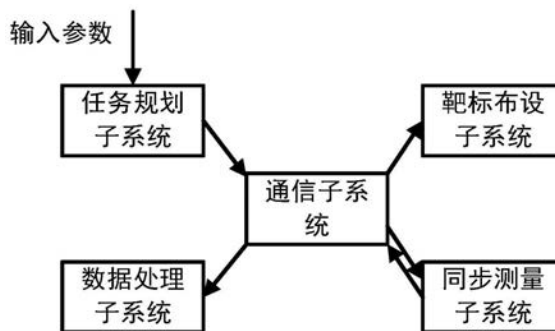 输入参数
任务规划
子系统
靶标布设
子系统
通信子系
统
数据处理
子系统
同步测量
子系统